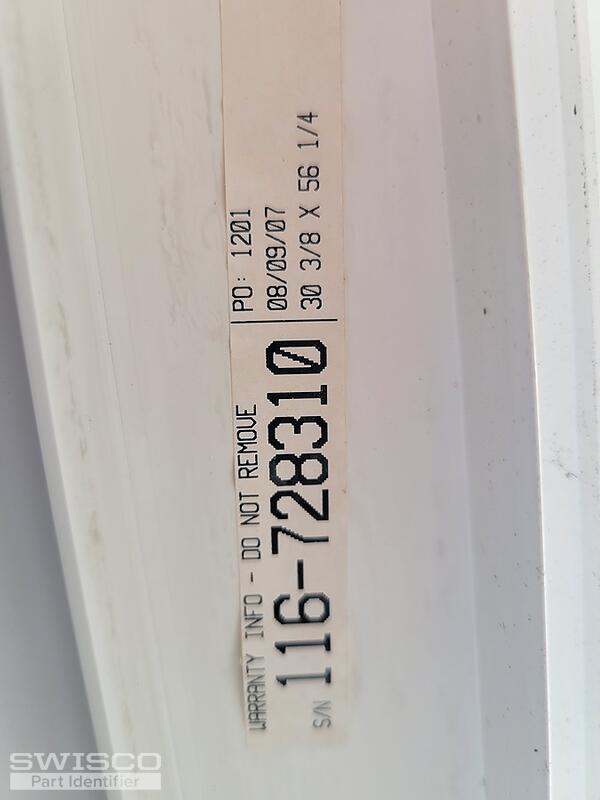 WARRANTY INFO - DO NOT REMOVE
S/N 116-728310
PO: 1201
08/09/07
30 3/8 X 56 1/4
SWISCO
Part Identifier